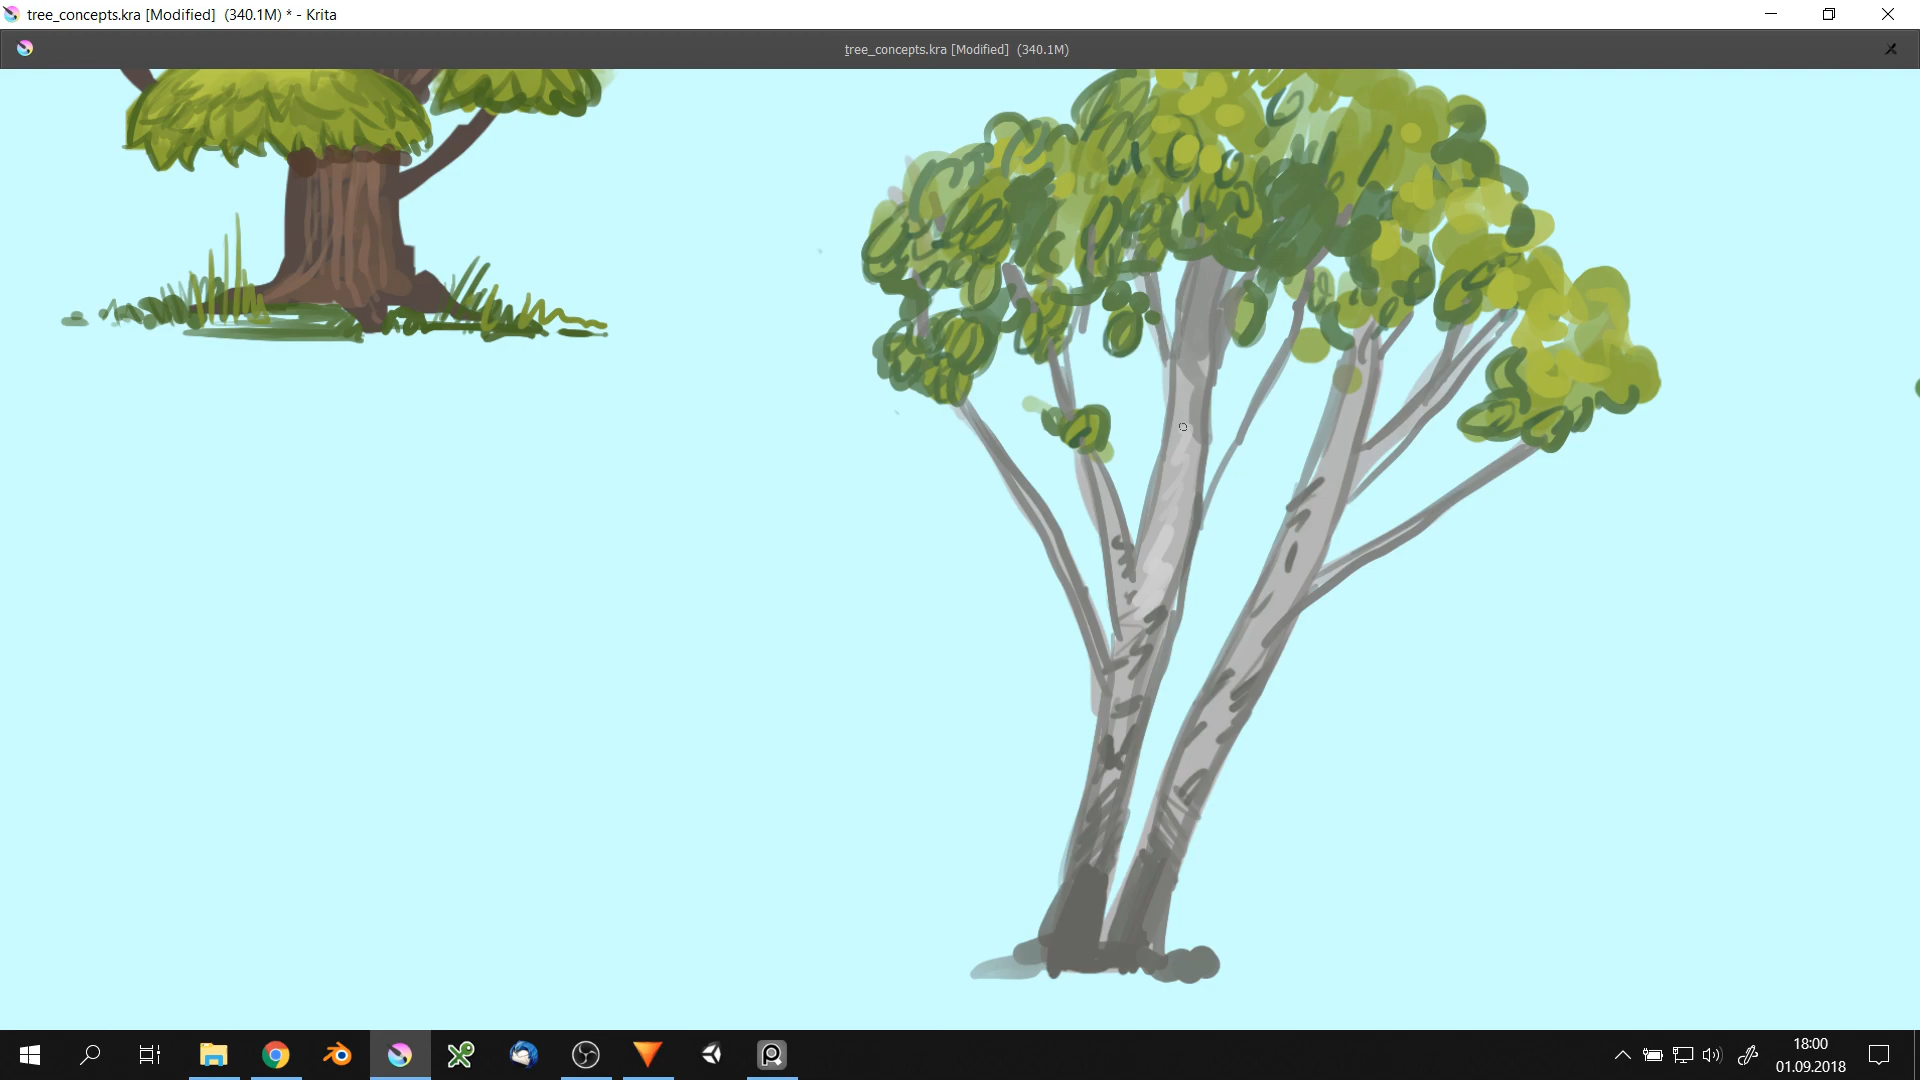 tree_concepts.kra [Modified]  (340.1M) * - Krita
tree_concepts.kra [Modified]  (340.1M)
18:00
01.09.2018